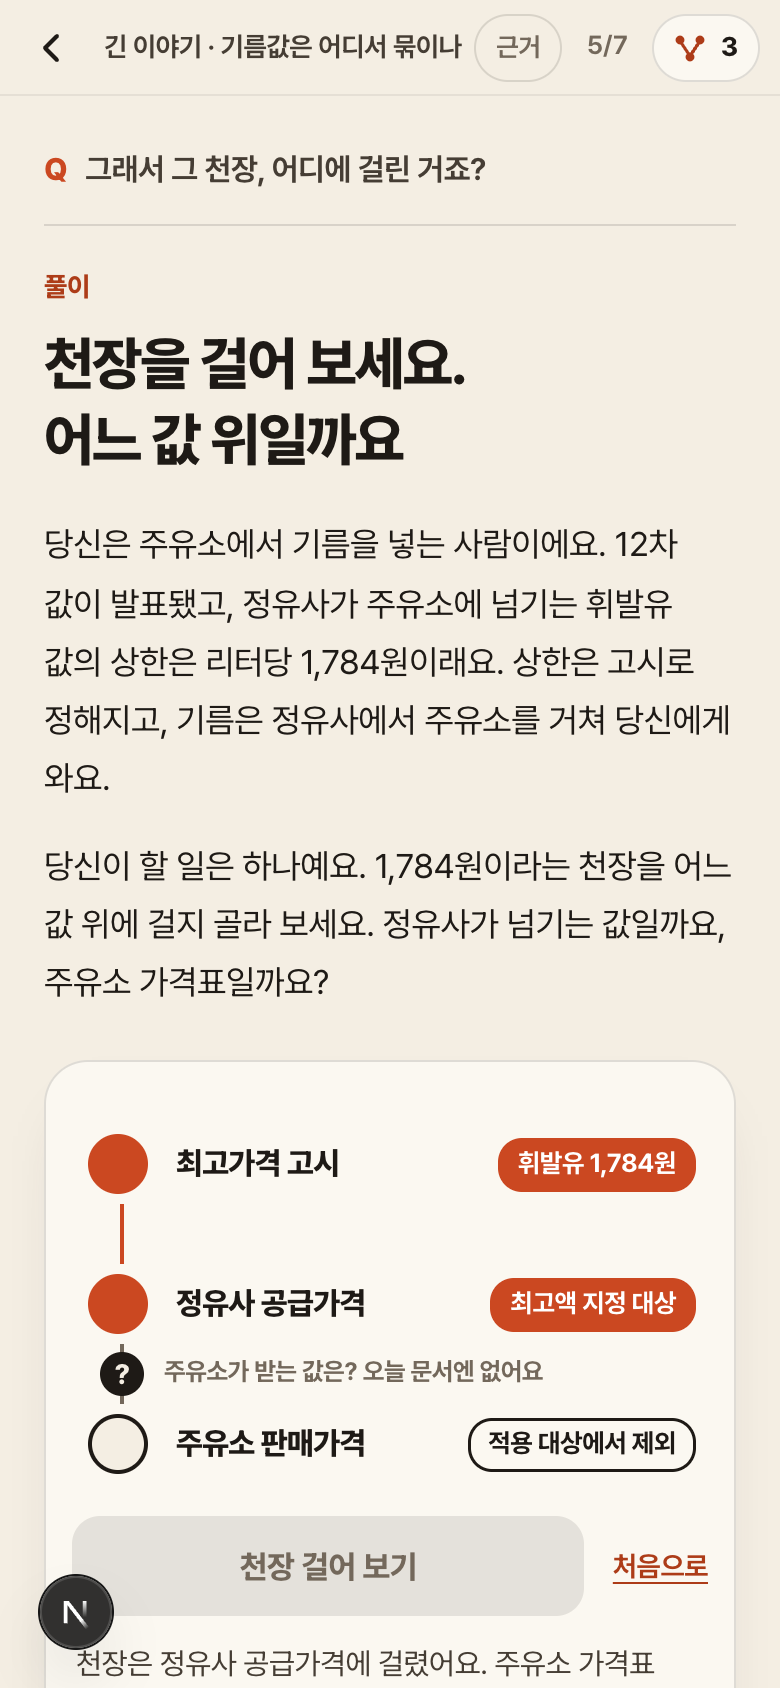 긴 이야기 · 기름값은 어디서 묶이나 근거 5/7 3
Q 그래서 그 천장, 어디에 걸린 거죠?
풀이
천장을 걸어 보세요.
어느 값 위일까요
당신은 주유소에서 기름을 넣는 사람이에요. 12차
값이 발표됐고, 정유사가 주유소에 넘기는 휘발유
값의 상한은 리터당 1,784원이래요. 상한은 고시로
정해지고, 기름은 정유사에서 주유소를 거쳐 당신에게
와요.
당신이 할 일은 하나예요. 1,784원이라는 천장을 어느
값 위에 걸지 골라 보세요. 정유사가 넘기는 값일까요,
주유소 가격표일까요?
최고가격 고시 휘발유 1,784원
정유사 공급가격 최고액 지정 대상
? 주유소가 받는 값은? 오늘 문서엔 없어요
주유소 판매가격 적용 대상에서 제외
천장 걸어 보기 처음으로
N
천장은 정유사 공급가격에 걸렸어요. 주유소 가격표